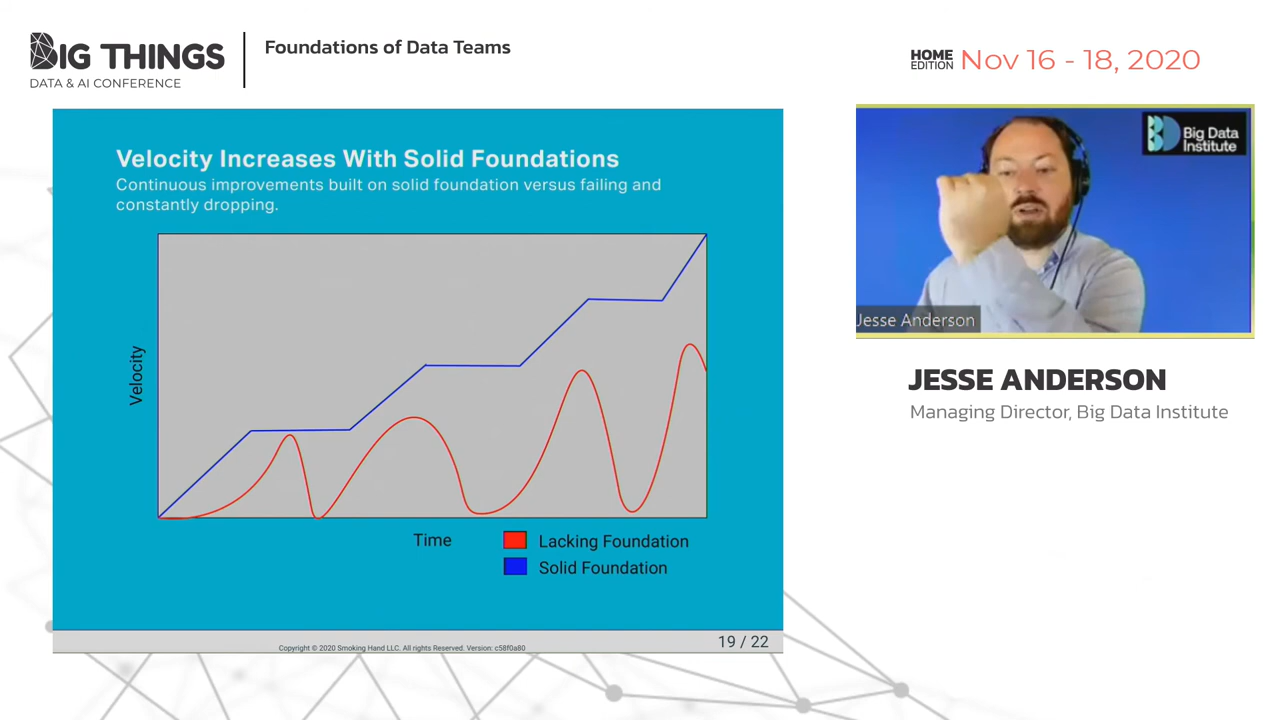 BIG THINGS
DATA & AI CONFERENCE
Foundations of Data Teams
HOME
EDITION
Nov 16 - 18, 2020
Velocity Increases With Solid Foundations
Continuous improvements built on solid foundation versus failing and
constantly dropping.
Velocity
Time
Lacking Foundation
Solid Foundation
Copyright © 2020 Smoking Hand LLC. All rights Reserved. Version: c58f0a80
19 / 22
Big Data
Institute
Jesse Anderson
JESSE ANDERSON
Managing Director, Big Data Institute